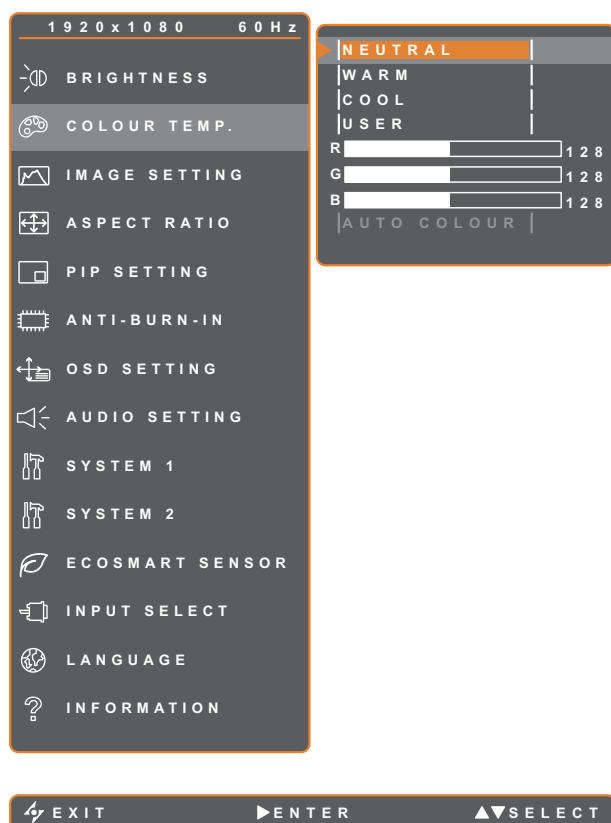 1920x1080 60Hz
BRIGHTNESS
COLOUR TEMP.
IMAGE SETTING
ASPECT RATIO
PIP SETTING
ANTI-BURN-IN
OSD SETTING
AUDIO SETTING
SYSTEM 1
SYSTEM 2
ECOSMART SENSOR
INPUT SELECT
LANGUAGE
INFORMATION
NEUTRAL
WARM
COOL
USER
R 128
G 128
B 128
AUTO COLOUR
EXIT ENTER SELECT